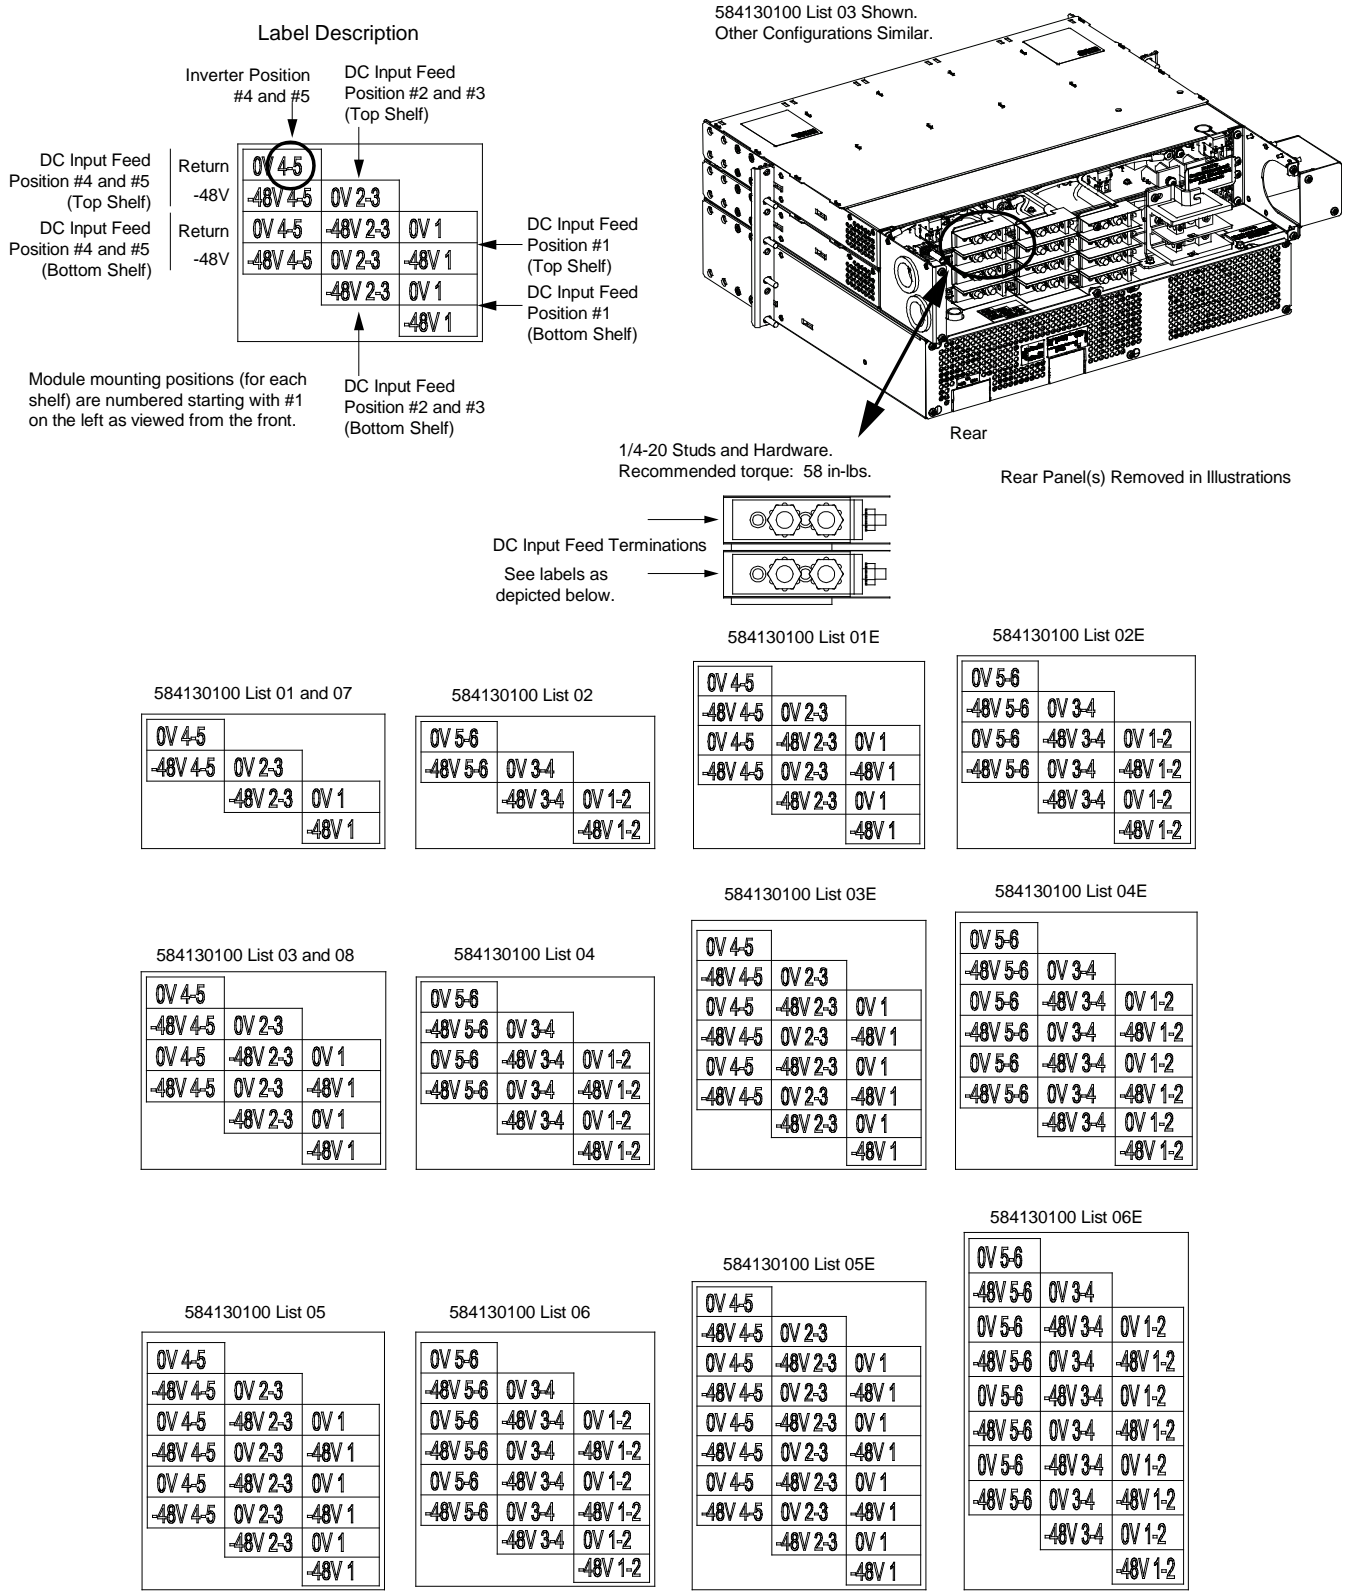 Label Description
584130100 List 03 Shown.
Other Configurations Similar.
Inverter Position
#4 and #5
DC Input Feed
Position #2 and #3
(Top Shelf)
DC Input Feed
Position #4 and #5
(Top Shelf)
Return
-48V
DC Input Feed
Position #4 and #5
(Bottom Shelf)
Return
-48V
0V 4-5
-48V 4-5 0V 2-3
0V 4-5 -48V 2-3 0V 1
-48V 4-5 0V 2-3 -48V 1
-48V 2-3 0V 1
-48V 1
DC Input Feed
Position #1
(Top Shelf)
DC Input Feed
Position #1
(Bottom Shelf)
Module mounting positions (for each
shelf) are numbered starting with #1
on the left as viewed from the front.
DC Input Feed
Position #2 and #3
(Bottom Shelf)
Rear
1/4-20 Studs and Hardware.
Recommended torque: 58 in-lbs.
Rear Panel(s) Removed in Illustrations
DC Input Feed Terminations
See labels as
depicted below.
584130100 List 01 and 07
0V 4-5
-48V 4-5 0V 2-3
-48V 2-3 0V 1
-48V 1
584130100 List 02
0V 5-6
-48V 5-6 0V 3-4
-48V 3-4 0V 1-2
-48V 1-2
584130100 List 01E
0V 4-5
-48V 4-5 0V 2-3
0V 4-5 -48V 2-3 0V 1
-48V 4-5 0V 2-3 -48V 1
-48V 2-3 0V 1
-48V 1
584130100 List 02E
0V 5-6
-48V 5-6 0V 3-4
0V 5-6 -48V 3-4 0V 1-2
-48V 5-6 0V 3-4 -48V 1-2
-48V 3-4 0V 1-2
-48V 1-2
584130100 List 03 and 08
0V 4-5
-48V 4-5 0V 2-3
0V 4-5 -48V 2-3 0V 1
-48V 4-5 0V 2-3 -48V 1
-48V 2-3 0V 1
-48V 1
584130100 List 04
0V 5-6
-48V 5-6 0V 3-4
0V 5-6 -48V 3-4 0V 1-2
-48V 5-6 0V 3-4 -48V 1-2
-48V 3-4 0V 1-2
-48V 1-2
584130100 List 03E
0V 4-5
-48V 4-5 0V 2-3
0V 4-5 -48V 2-3 0V 1
-48V 4-5 0V 2-3 -48V 1
0V 4-5 -48V 2-3 0V 1
-48V 4-5 0V 2-3 -48V 1
-48V 2-3 0V 1
-48V 1
584130100 List 04E
0V 5-6
-48V 5-6 0V 3-4
0V 5-6 -48V 3-4 0V 1-2
-48V 5-6 0V 3-4 -48V 1-2
0V 5-6 -48V 3-4 0V 1-2
-48V 5-6 0V 3-4 -48V 1-2
-48V 3-4 0V 1-2
-48V 1-2
584130100 List 05
0V 4-5
-48V 4-5 0V 2-3
0V 4-5 -48V 2-3 0V 1
-48V 4-5 0V 2-3 -48V 1
0V 4-5 -48V 2-3 0V 1
-48V 4-5 0V 2-3 -48V 1
-48V 2-3 0V 1
-48V 1
584130100 List 06
0V 5-6
-48V 5-6 0V 3-4
0V 5-6 -48V 3-4 0V 1-2
-48V 5-6 0V 3-4 -48V 1-2
0V 5-6 -48V 3-4 0V 1-2
-48V 5-6 0V 3-4 -48V 1-2
-48V 3-4 0V 1-2
-48V 1-2
584130100 List 05E
0V 4-5
-48V 4-5 0V 2-3
0V 4-5 -48V 2-3 0V 1
-48V 4-5 0V 2-3 -48V 1
0V 4-5 -48V 2-3 0V 1
-48V 4-5 0V 2-3 -48V 1
0V 4-5 -48V 2-3 0V 1
-48V 4-5 0V 2-3 -48V 1
-48V 2-3 0V 1
-48V 1
584130100 List 06E
0V 5-6
-48V 5-6 0V 3-4
0V 5-6 -48V 3-4 0V 1-2
-48V 5-6 0V 3-4 -48V 1-2
0V 5-6 -48V 3-4 0V 1-2
-48V 5-6 0V 3-4 -48V 1-2
0V 5-6 -48V 3-4 0V 1-2
-48V 5-6 0V 3-4 -48V 1-2
-48V 3-4 0V 1-2
-48V 1-2